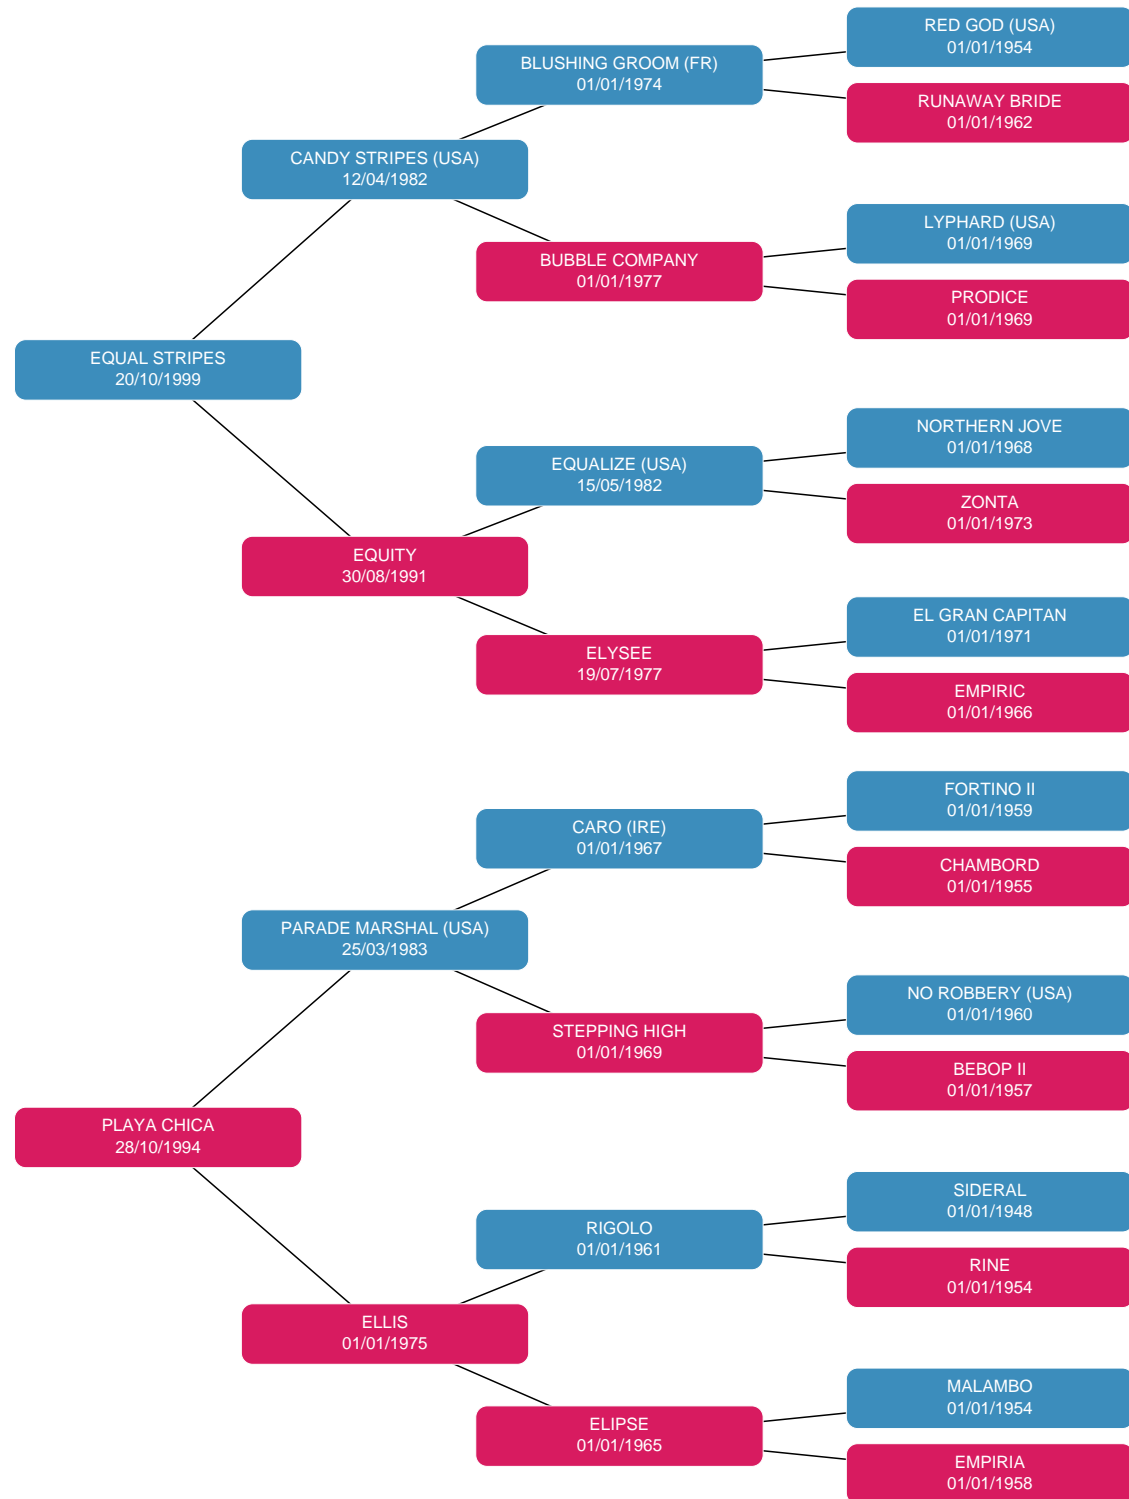 RED GOD (USA)
01/01/1954
BLUSHING GROOM (FR)
01/01/1974
RUNAWAY BRIDE
01/01/1962
CANDY STRIPES (USA)
12/04/1982
LYPHARD (USA)
01/01/1969
BUBBLE COMPANY
01/01/1977
PRODICE
01/01/1969
EQUAL STRIPES
20/10/1999
NORTHERN JOVE
01/01/1968
EQUALIZE (USA)
15/05/1982
ZONTA
01/01/1973
EQUITY
30/08/1991
EL GRAN CAPITAN
01/01/1971
ELYSEE
19/07/1977
EMPIRIC
01/01/1966
FORTINO II
01/01/1959
CARO (IRE)
01/01/1967
CHAMBORD
01/01/1955
PARADE MARSHAL (USA)
25/03/1983
NO ROBBERY (USA)
01/01/1960
STEPPING HIGH
01/01/1969
BEBOP II
01/01/1957
PLAYA CHICA
28/10/1994
SIDERAL
01/01/1948
RIGOLO
01/01/1961
RINE
01/01/1954
ELLIS
01/01/1975
MALAMBO
01/01/1954
ELIPSE
01/01/1965
EMPIRIA
01/01/1958